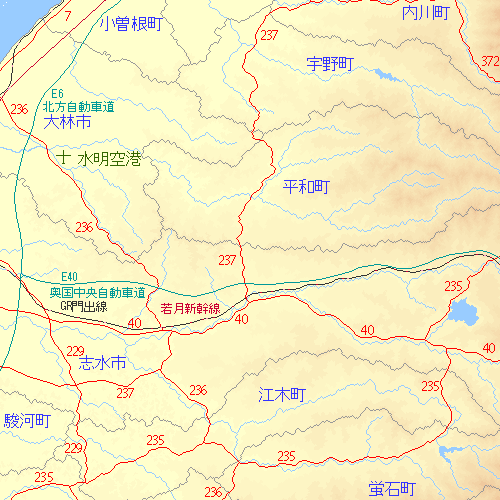 7
小曽根町
237
内川町
宇野町
372
E6
北方自動車道
236
大林市
水明空港
平和町
236
237
E40
奥国中央自動車道
235
GR門出線
若月新幹線
40
40
40
40
229
志水市
237
236
江木町
235
駿河町
235
229
235
235
236
蛍石町